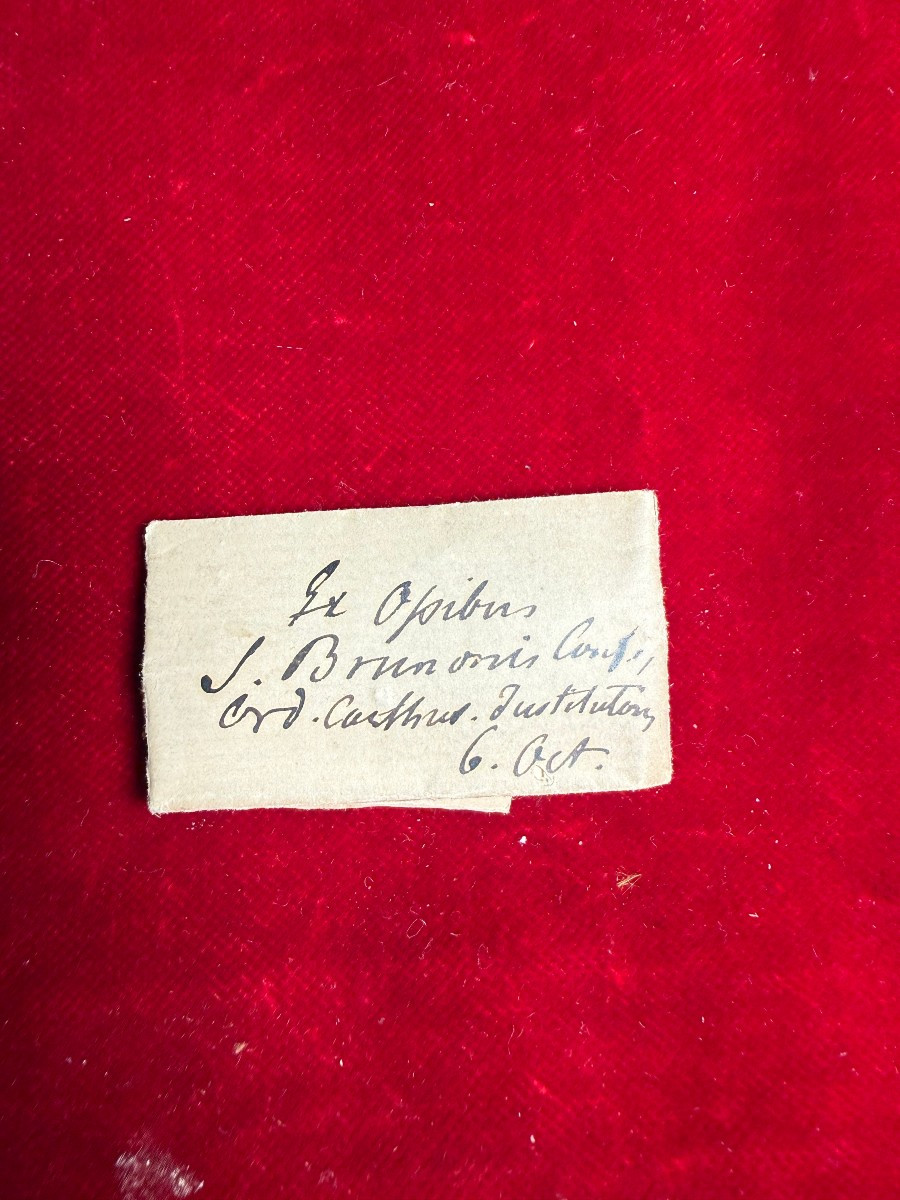 Ex Ossibus
S. Brunonis Conf,
Ord. Carthus. Institutor,
6. Oct.